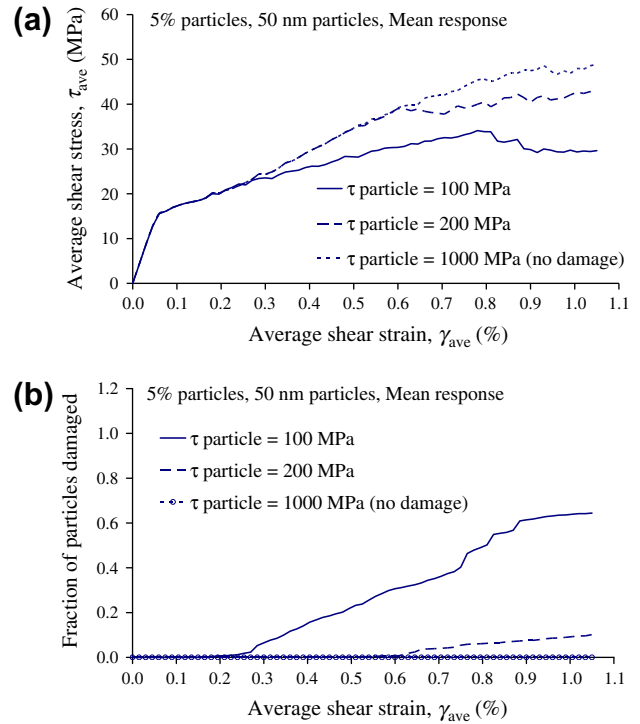 (a)
5% particles, 50 nm particles, Mean response
Average shear stress, τave (MPa)
60
50
40
30
20
10
0
τ particle = 100 MPa
τ particle = 200 MPa
τ particle = 1000 MPa (no damage)
0.0 0.1 0.2 0.3 0.4 0.5 0.6 0.7 0.8 0.9 1.0 1.1
Average shear strain, γave (%)
(b)
5% particles, 50 nm particles, Mean response
Fraction of particles damaged
1.2
1.0
0.8
0.6
0.4
0.2
0.0
τ particle = 100 MPa
τ particle = 200 MPa
τ particle = 1000 MPa (no damage)
0.0 0.1 0.2 0.3 0.4 0.5 0.6 0.7 0.8 0.9 1.0 1.1
Average shear strain, γave (%)